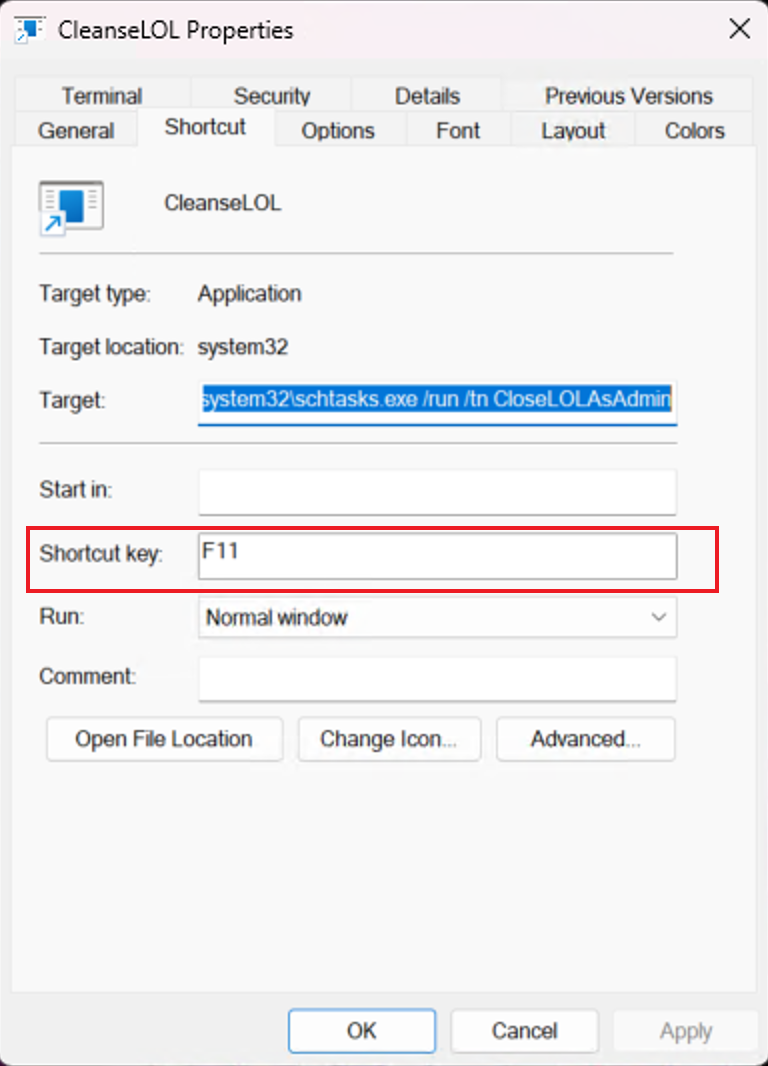 CleanseLOL Properties
Terminal Security Details Previous Versions
General Shortcut Options Font Layout Colors
CleanseLOL
Target type: Application
Target location: system32
Target: system32\schtasks.exe /run /tn CloseLOLAsAdmin
Start in:
Shortcut key: F11
Run: Normal window
Comment:
Open File Location Change Icon... Advanced...
OK Cancel Apply